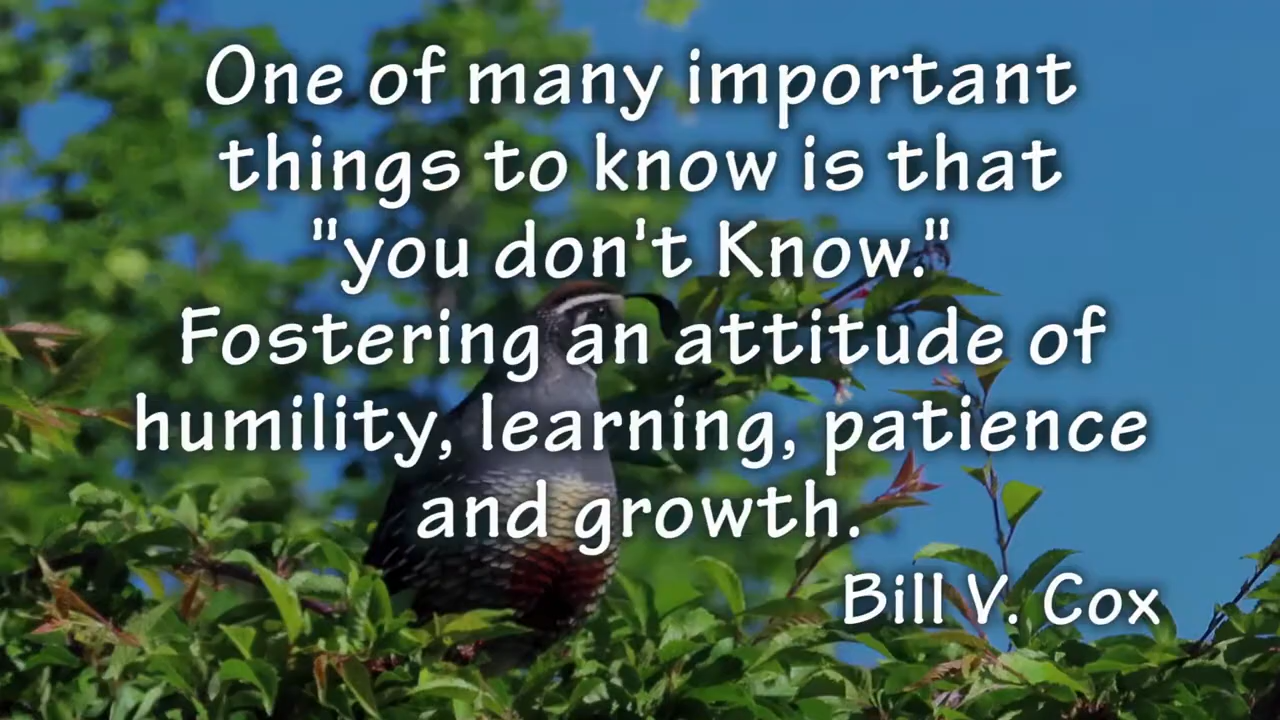 One of many important
things to know is that
"you don't Know."
Fostering an attitude of
humility, learning, patience
and growth.
Bill V. Cox